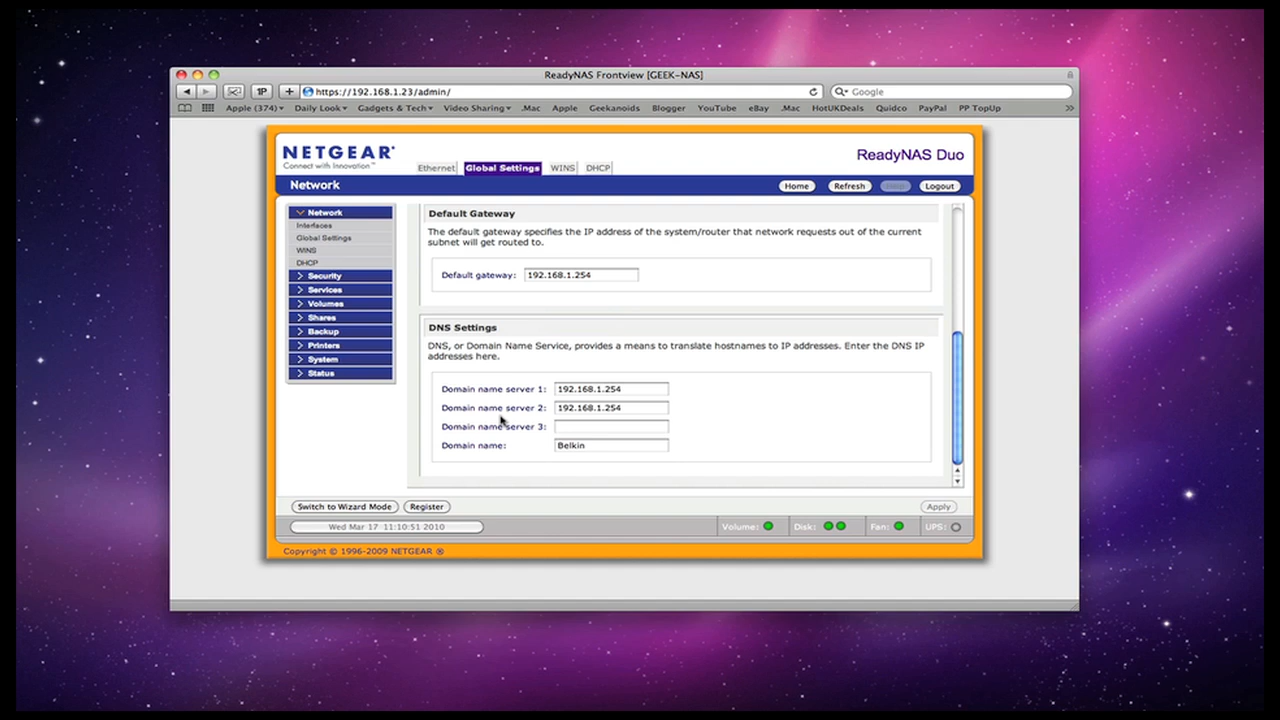 ReadyNAS Frontview [GEEK-NAS]
https://192.168.1.23/admin/
Google
Apple (374) Daily Look Gadgets & Tech Video Sharing .Mac Apple Geekanoids Blogger YouTube eBay .Mac HotUKDeals Quidco PayPal PP TopUp
NETGEAR
Connect with Innovation™
ReadyNAS Duo
Ethernet Global Settings WINS DHCP
Network
Home Refresh Logout
Network
Interfaces
Global Settings
WINS
DHCP
Security
Services
Volumes
Shares
Backup
Printers
System
Status
Default Gateway
The default gateway specifies the IP address of the system/router that network requests out of the current
subnet will get routed to.
Default gateway: 192.168.1.254
DNS Settings
DNS, or Domain Name Service, provides a means to translate hostnames to IP addresses. Enter the DNS IP
addresses here.
Domain name server 1: 192.168.1.254
Domain name server 2: 192.168.1.254
Domain name server 3:
Domain name: Belkin
Switch to Wizard Mode Register Apply
Wed Mar 17 11:10:51 2010
Volume: Disk: Fan: UPS:
Copyright © 1996-2009 NETGEAR ®